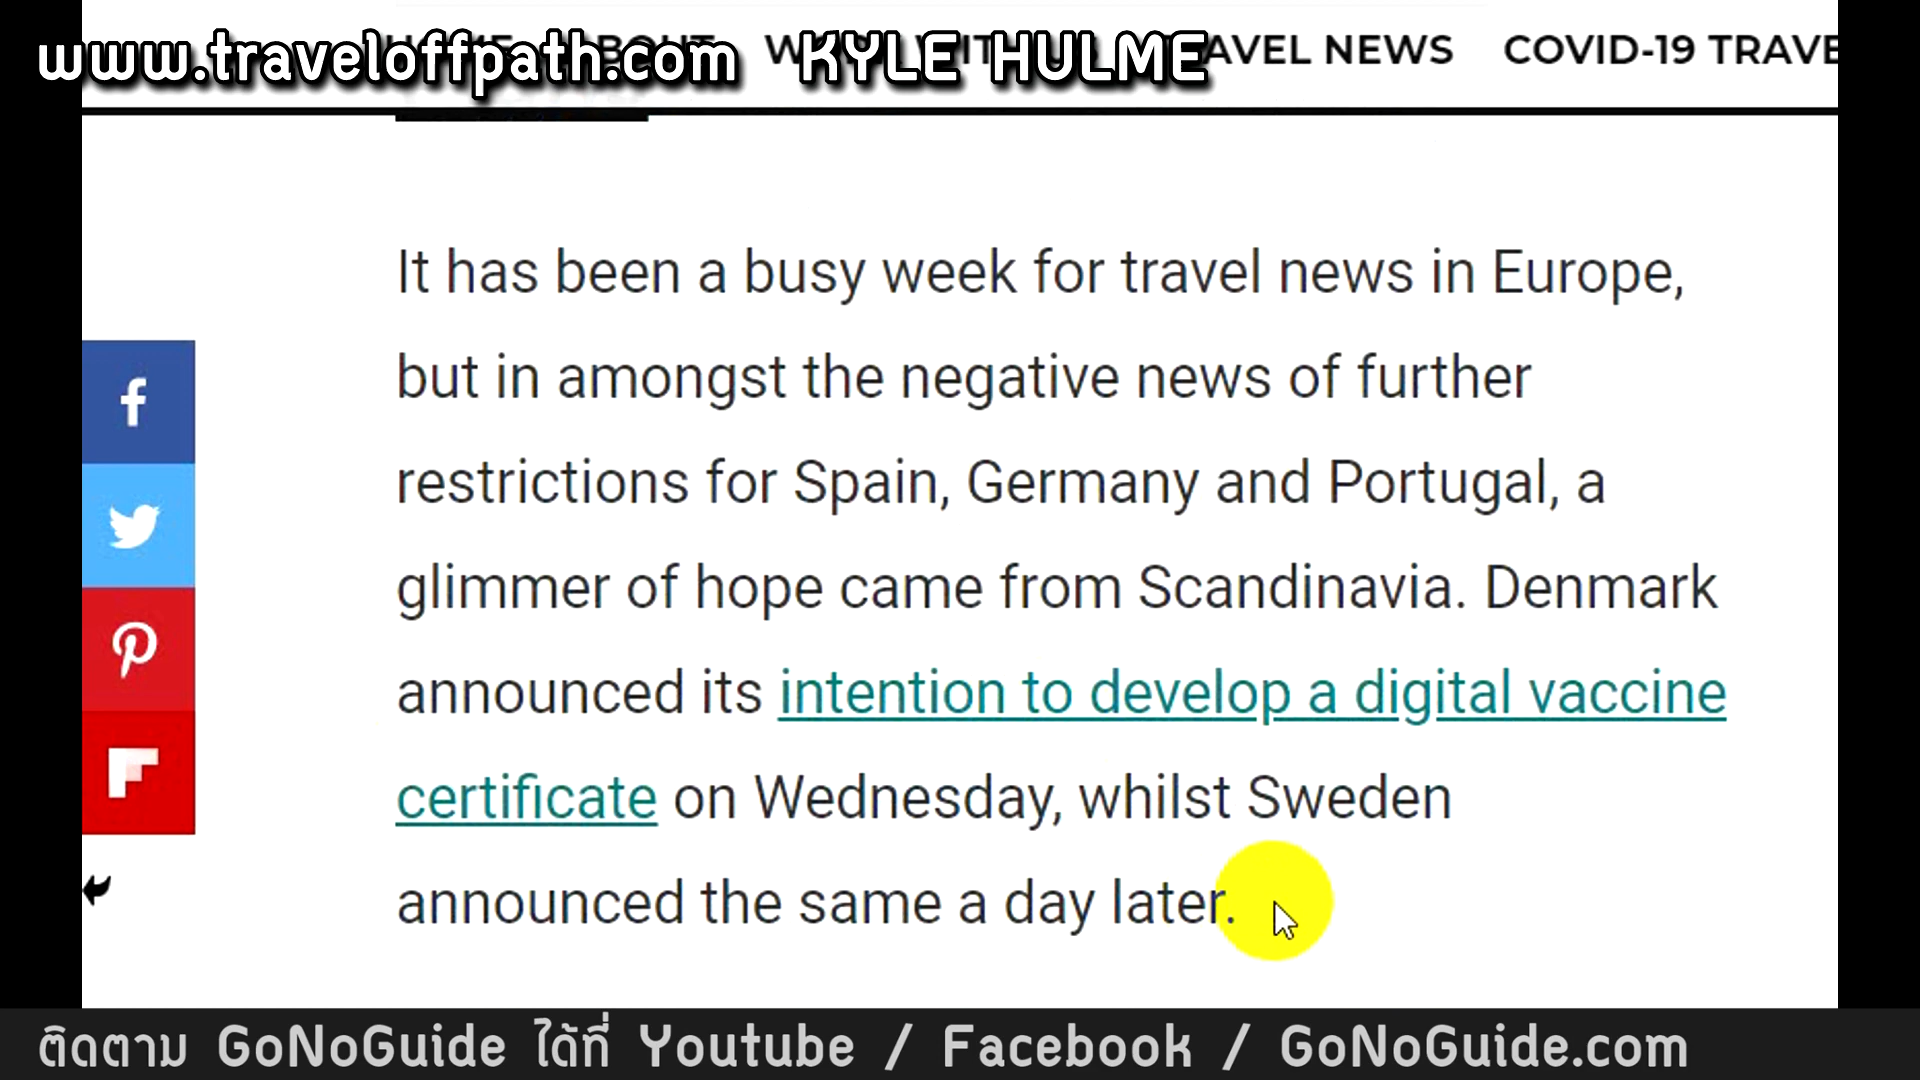 www.traveloffpath.com KYLE HULME
TRAVEL NEWS COVID-19 TRAVE
It has been a busy week for travel news in Europe,
but in amongst the negative news of further
restrictions for Spain, Germany and Portugal, a
glimmer of hope came from Scandinavia. Denmark
announced its intention to develop a digital vaccine
certificate on Wednesday, whilst Sweden
announced the same a day later.
ติดตาม GoNoGuide ได้ที่ Youtube / Facebook / GoNoGuide.com